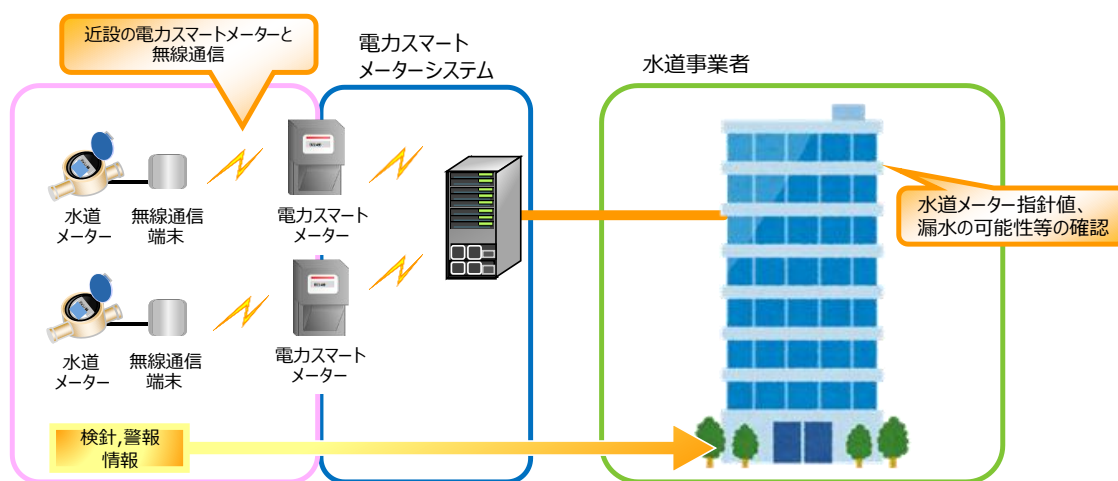 近設の電力スマートメーターと
無線通信
電力スマート
メーターシステム
水道事業者
水道
メーター
無線通信
端末
電力スマート
メーター
水道メーター指針値、
漏水の可能性等の確認
水道
メーター
無線通信
端末
電力スマート
メーター
検針,警報
情報